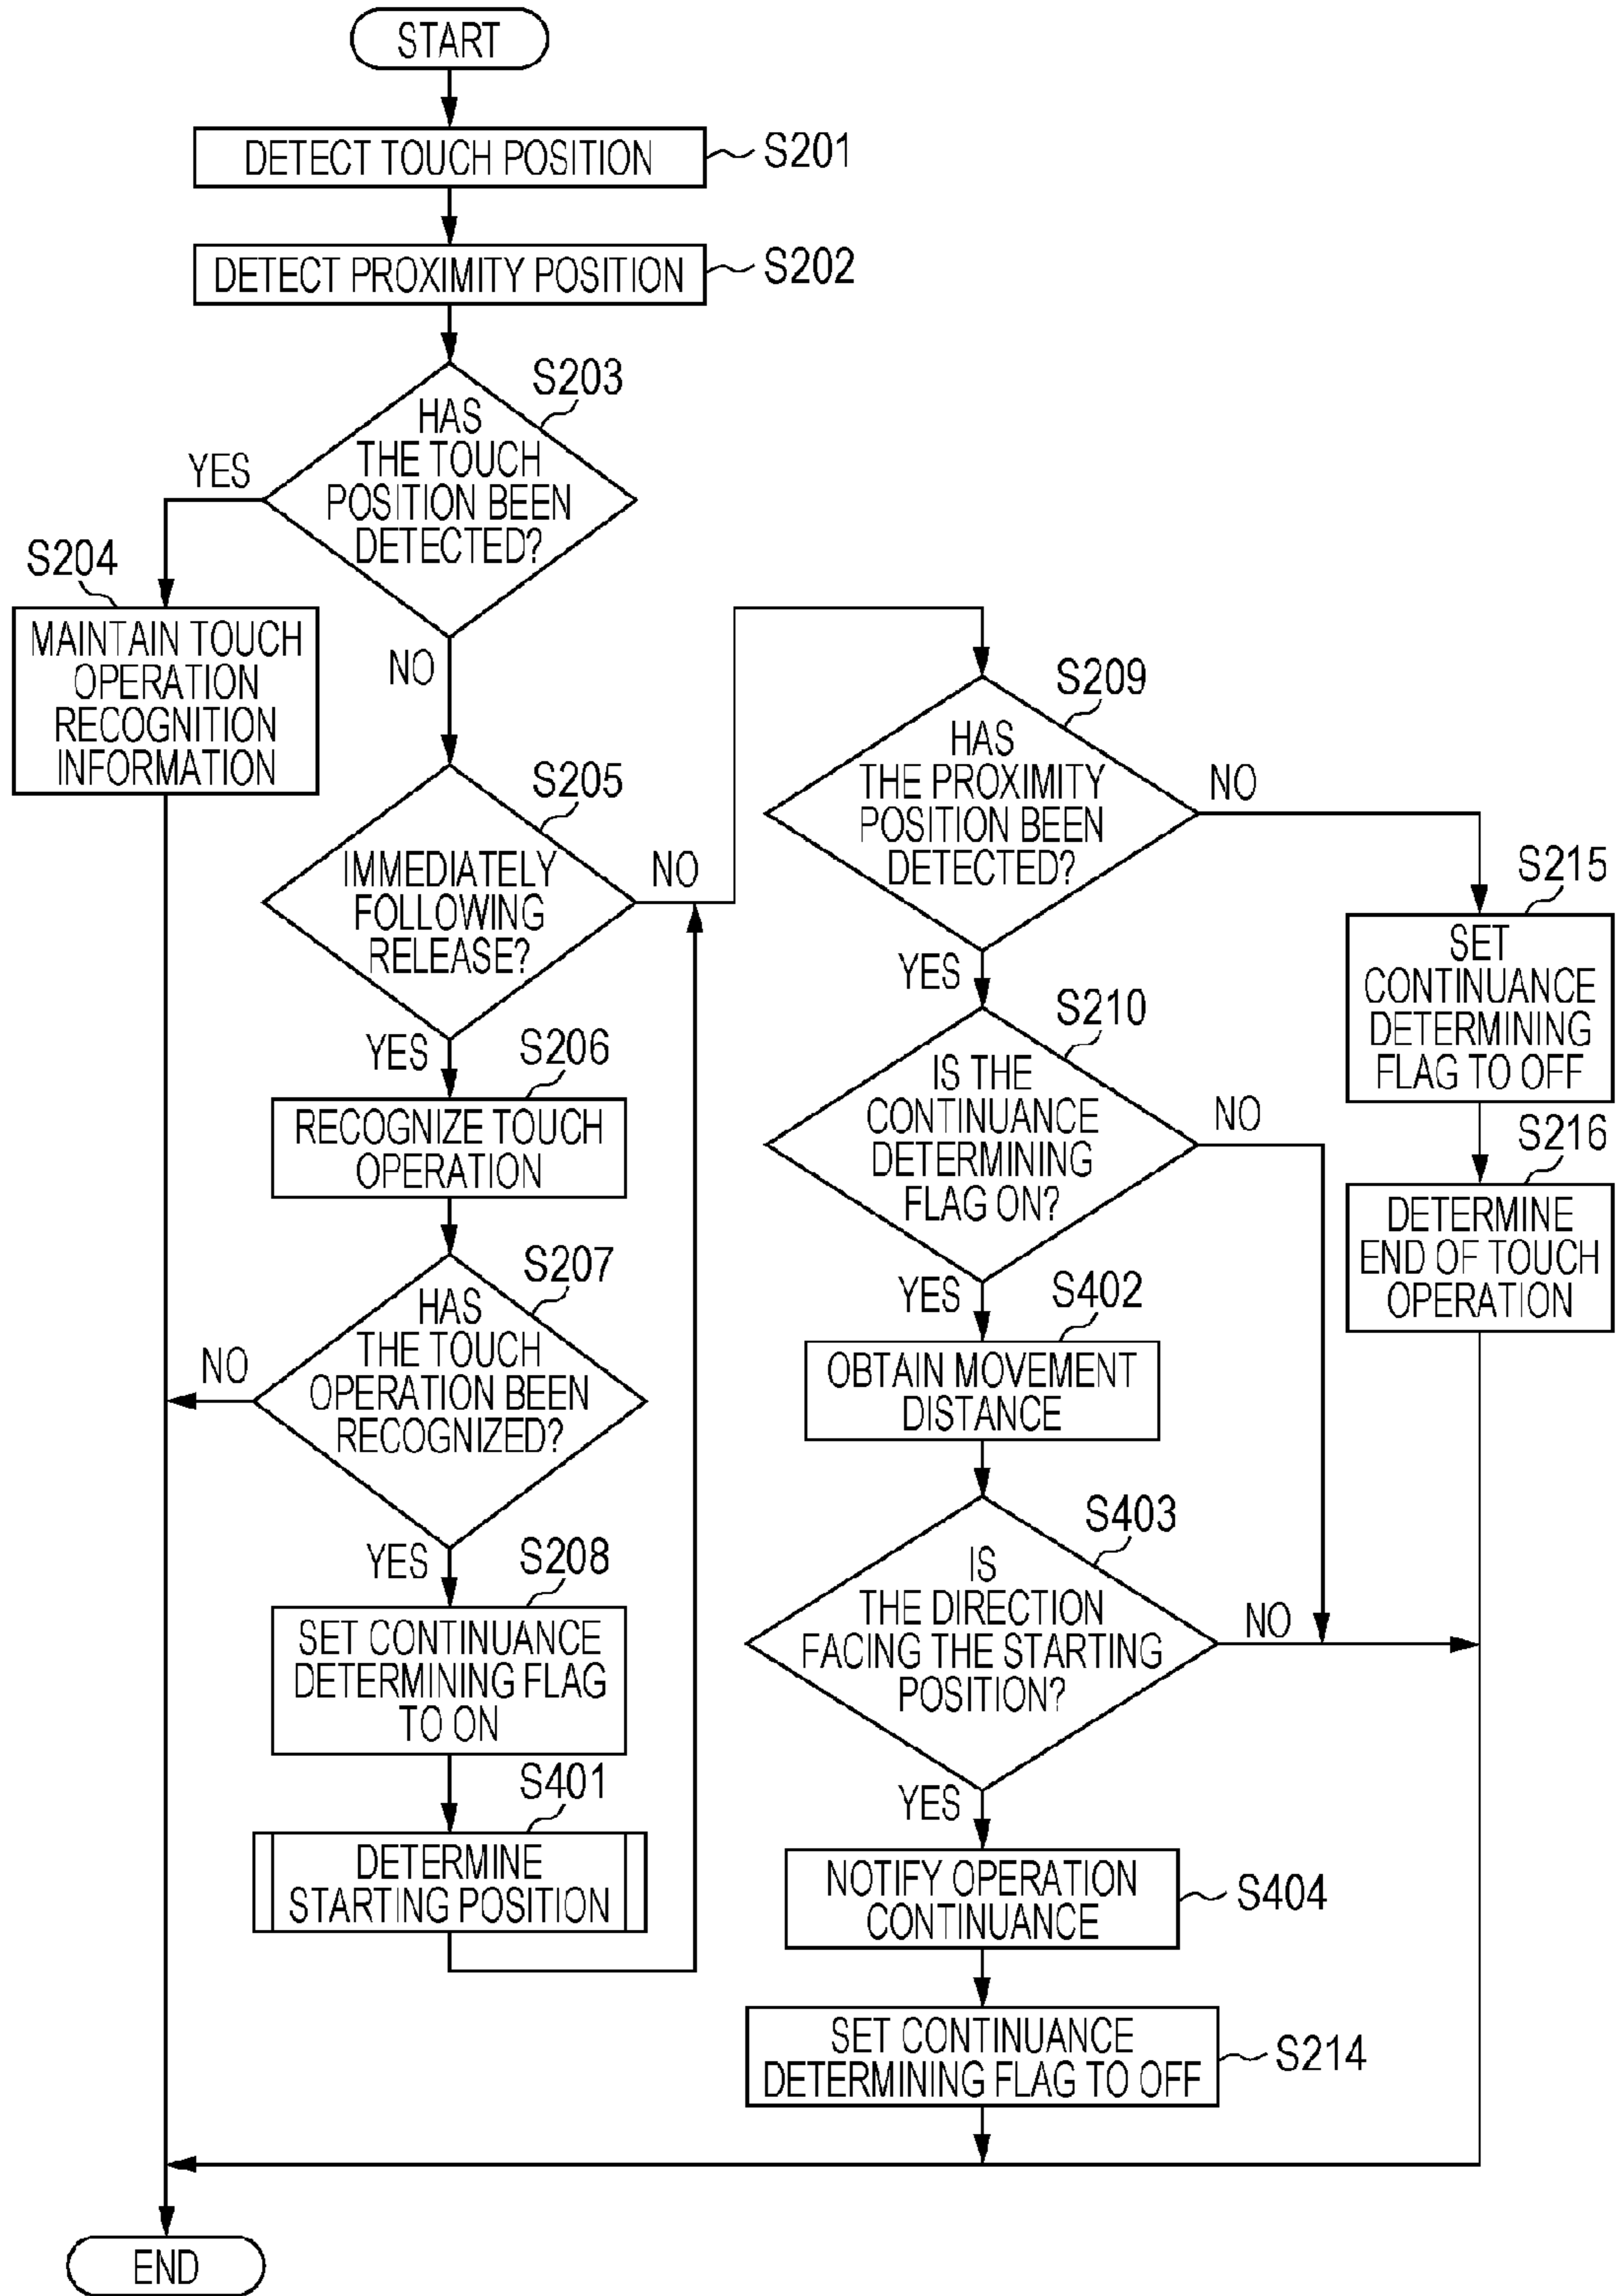 START
DETECT TOUCH POSITION
S201
DETECT PROXIMITY POSITION
S202
S203
HAS
THE TOUCH
POSITION BEEN
DETECTED?
YES
NO
S204
MAINTAIN TOUCH
OPERATION
RECOGNITION
INFORMATION
S205
IMMEDIATELY
FOLLOWING
RELEASE?
NO
YES
S206
RECOGNIZE TOUCH
OPERATION
S207
HAS
THE TOUCH
OPERATION BEEN
RECOGNIZED?
NO
YES
S208
SET CONTINUANCE
DETERMINING FLAG
TO ON
S401
DETERMINE
STARTING POSITION
S209
HAS
THE PROXIMITY
POSITION BEEN
DETECTED?
NO
YES
S210
IS THE
CONTINUANCE
DETERMINING
FLAG ON?
NO
YES
S402
OBTAIN MOVEMENT
DISTANCE
S403
IS
THE DIRECTION
FACING THE STARTING
POSITION?
NO
YES
NOTIFY OPERATION
CONTINUANCE
S404
SET CONTINUANCE
DETERMINING FLAG TO OFF
S214
S215
SET
CONTINUANCE
DETERMINING
FLAG TO OFF
S216
DETERMINE
END OF TOUCH
OPERATION
END